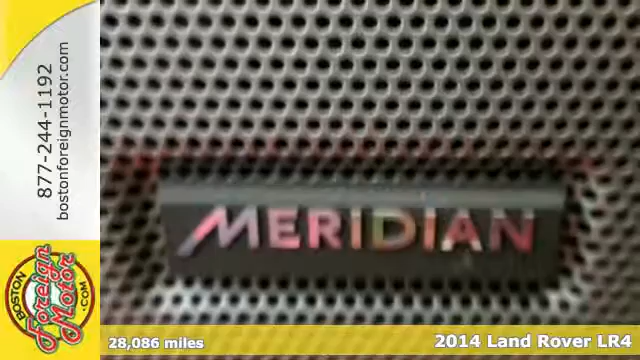 877-244-1192
bostonforeignmotor.com
BOSTON
Foreign
Motor
.COM
MERIDIAN
28,086 miles
2014 Land Rover LR4